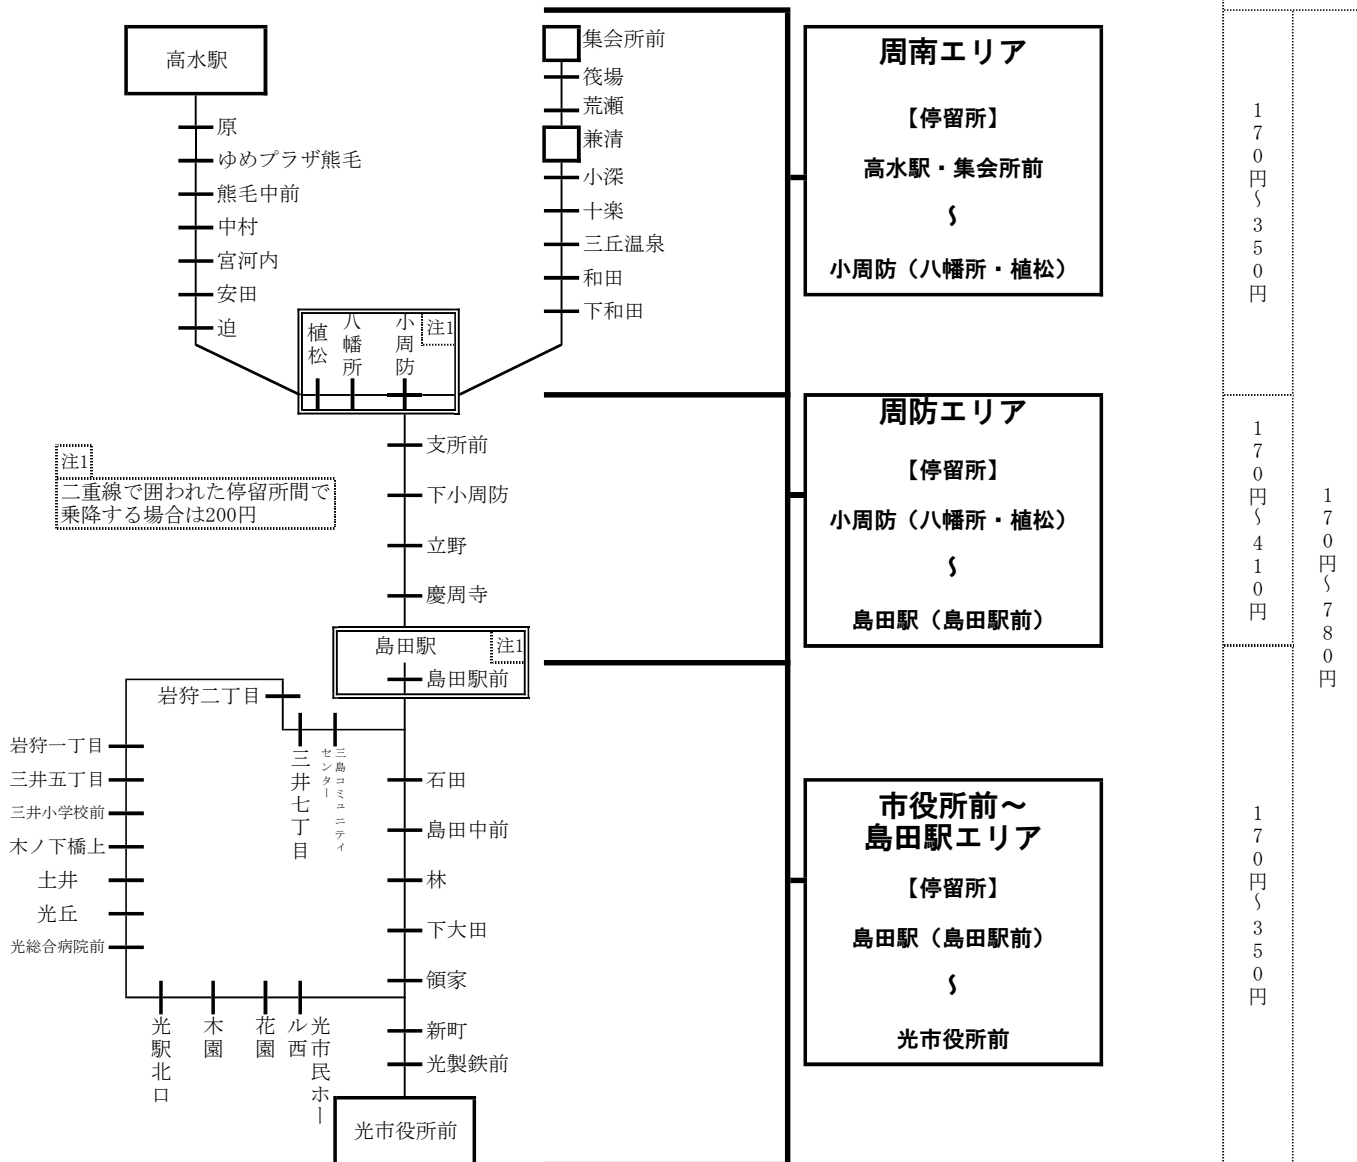 高水駅
原
ゆめプラザ熊毛
熊毛中前
中村
宮河内
安田
迫
集会所前
筏場
荒瀬
兼清
小深
十楽
三丘温泉
和田
下和田
植松
八幡所
小周防
注1
支所前
下小周防
立野
慶周寺
注1
二重線で囲われた停留所間で
乗降する場合は200円
島田駅
注1
島田駅前
岩狩二丁目
三井七丁目
三島コミュニティ
センター
岩狩一丁目
三井五丁目
三井小学校前
木ノ下橋上
土井
光丘
光総合病院前
光駅北口
木園
花園
光市民ホー
ル西
石田
島田中前
林
下大田
領家
新町
光製鉄前
光市役所前
周南エリア
【停留所】
高水駅・集会所前
〜
小周防（八幡所・植松）
周防エリア
【停留所】
小周防（八幡所・植松）
〜
島田駅（島田駅前）
市役所前～
島田駅エリア
【停留所】
島田駅（島田駅前）
〜
光市役所前
170円～350円
170円～410円
170円～350円
170円～780円